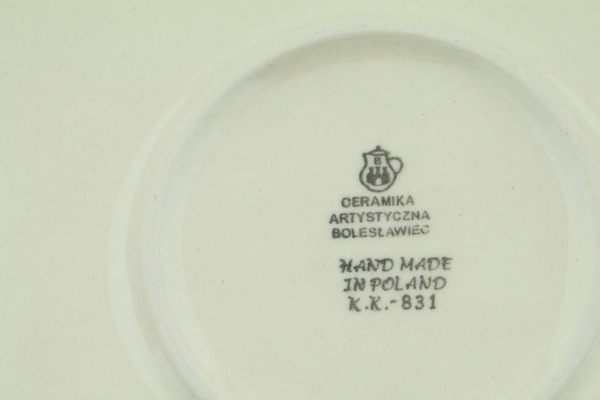 B
CERAMIKA
ARTYSTYCZNA
BOLESŁAWIEC
HAND MADE
IN POLAND
K.K.-831